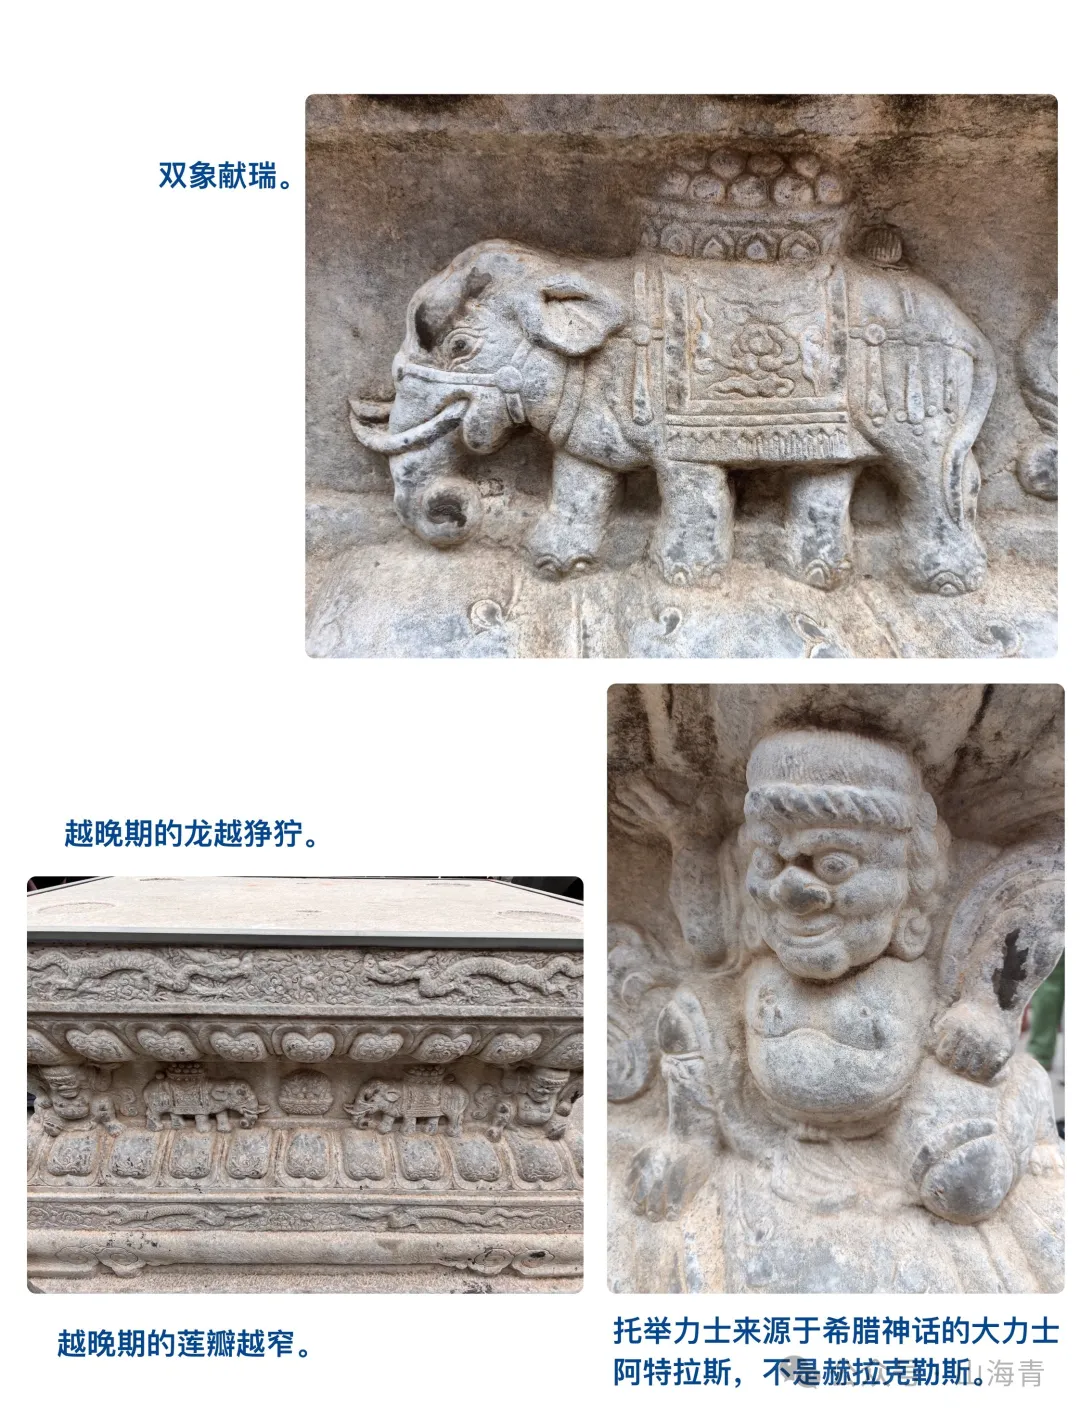 双象献瑞。
越晚期的龙越狰狞。
越晚期的莲瓣越窄。
托举力士来源于希腊神话的大力士
阿特拉斯，不是赫拉克勒斯。
山海青